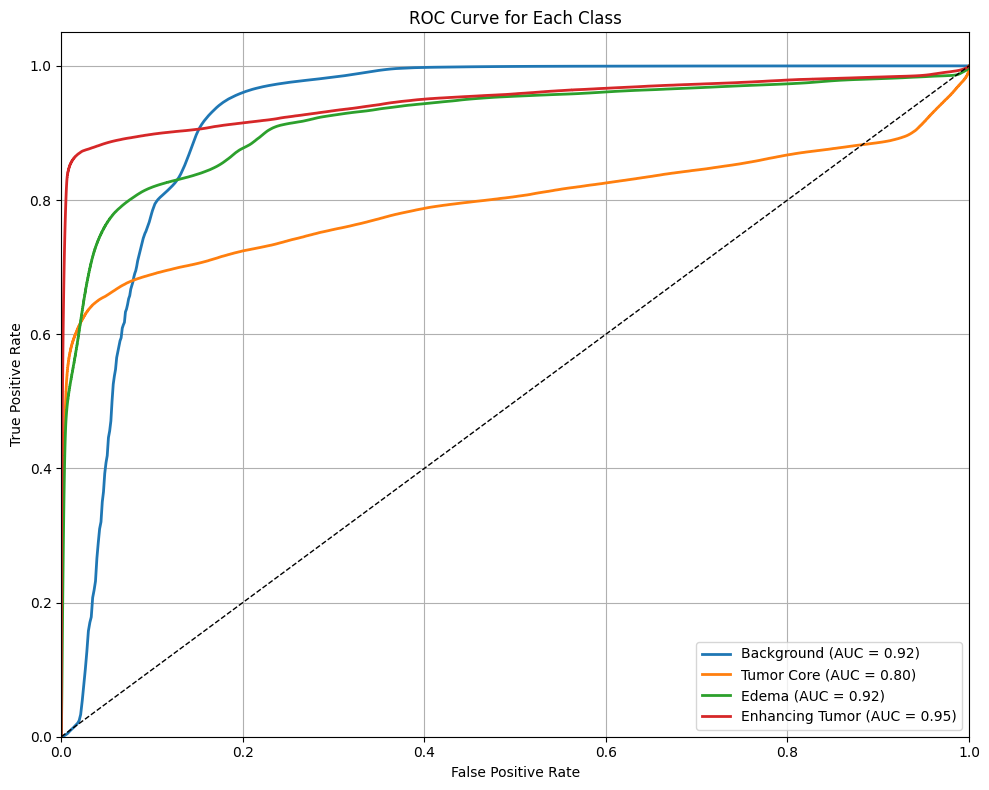 ROC Curve for Each Class
True Positive Rate
1.0
0.8
0.6
0.4
0.2
0.0
0.0 0.2 0.4 0.6 0.8 1.0
False Positive Rate
Background (AUC = 0.92)
Tumor Core (AUC = 0.80)
Edema (AUC = 0.92)
Enhancing Tumor (AUC = 0.95)